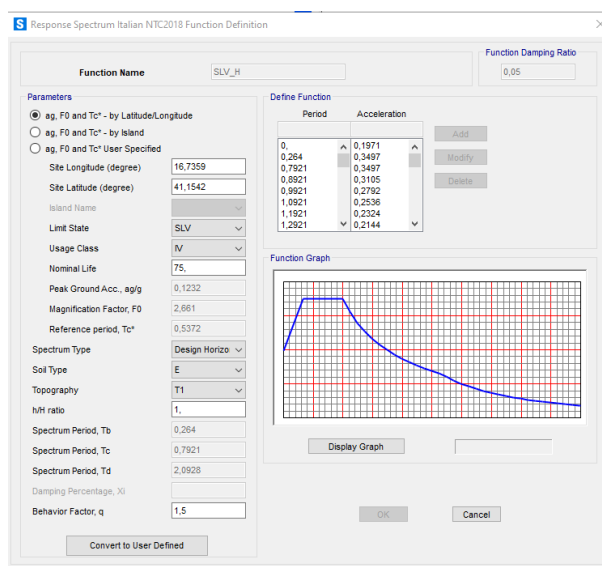 Response Spectrum Italian NTC2018 Function Definition
Function Name SLV_H
Function Damping Ratio
0,05
Parameters
ag, F0 and Tc* - by Latitude/Longitude
ag, F0 and Tc* - by Island
ag, F0 and Tc* User Specified
Site Longitude (degree) 16,7359
Site Latitude (degree) 41,1542
Island Name
Limit State SLV
Usage Class IV
Nominal Life 75,
Peak Ground Acc., ag/g 0,1232
Magnification Factor, F0 2,661
Reference period, Tc* 0,5372
Spectrum Type Design Horizo
Soil Type E
Topography T1
h/H ratio 1,
Spectrum Period, Tb 0,264
Spectrum Period, Tc 0,7921
Spectrum Period, Td 2,0928
Damping Percentage, Xi
Behavior Factor, q 1,5
Convert to User Defined
Define Function
Period Acceleration
0, 0,1971
0,264 0,3497
0,7921 0,3497
0,8921 0,3105
0,9921 0,2792
1,0921 0,2536
1,1921 0,2324
1,2921 0,2144
Add
Modify
Delete
Function Graph
Display Graph
OK Cancel